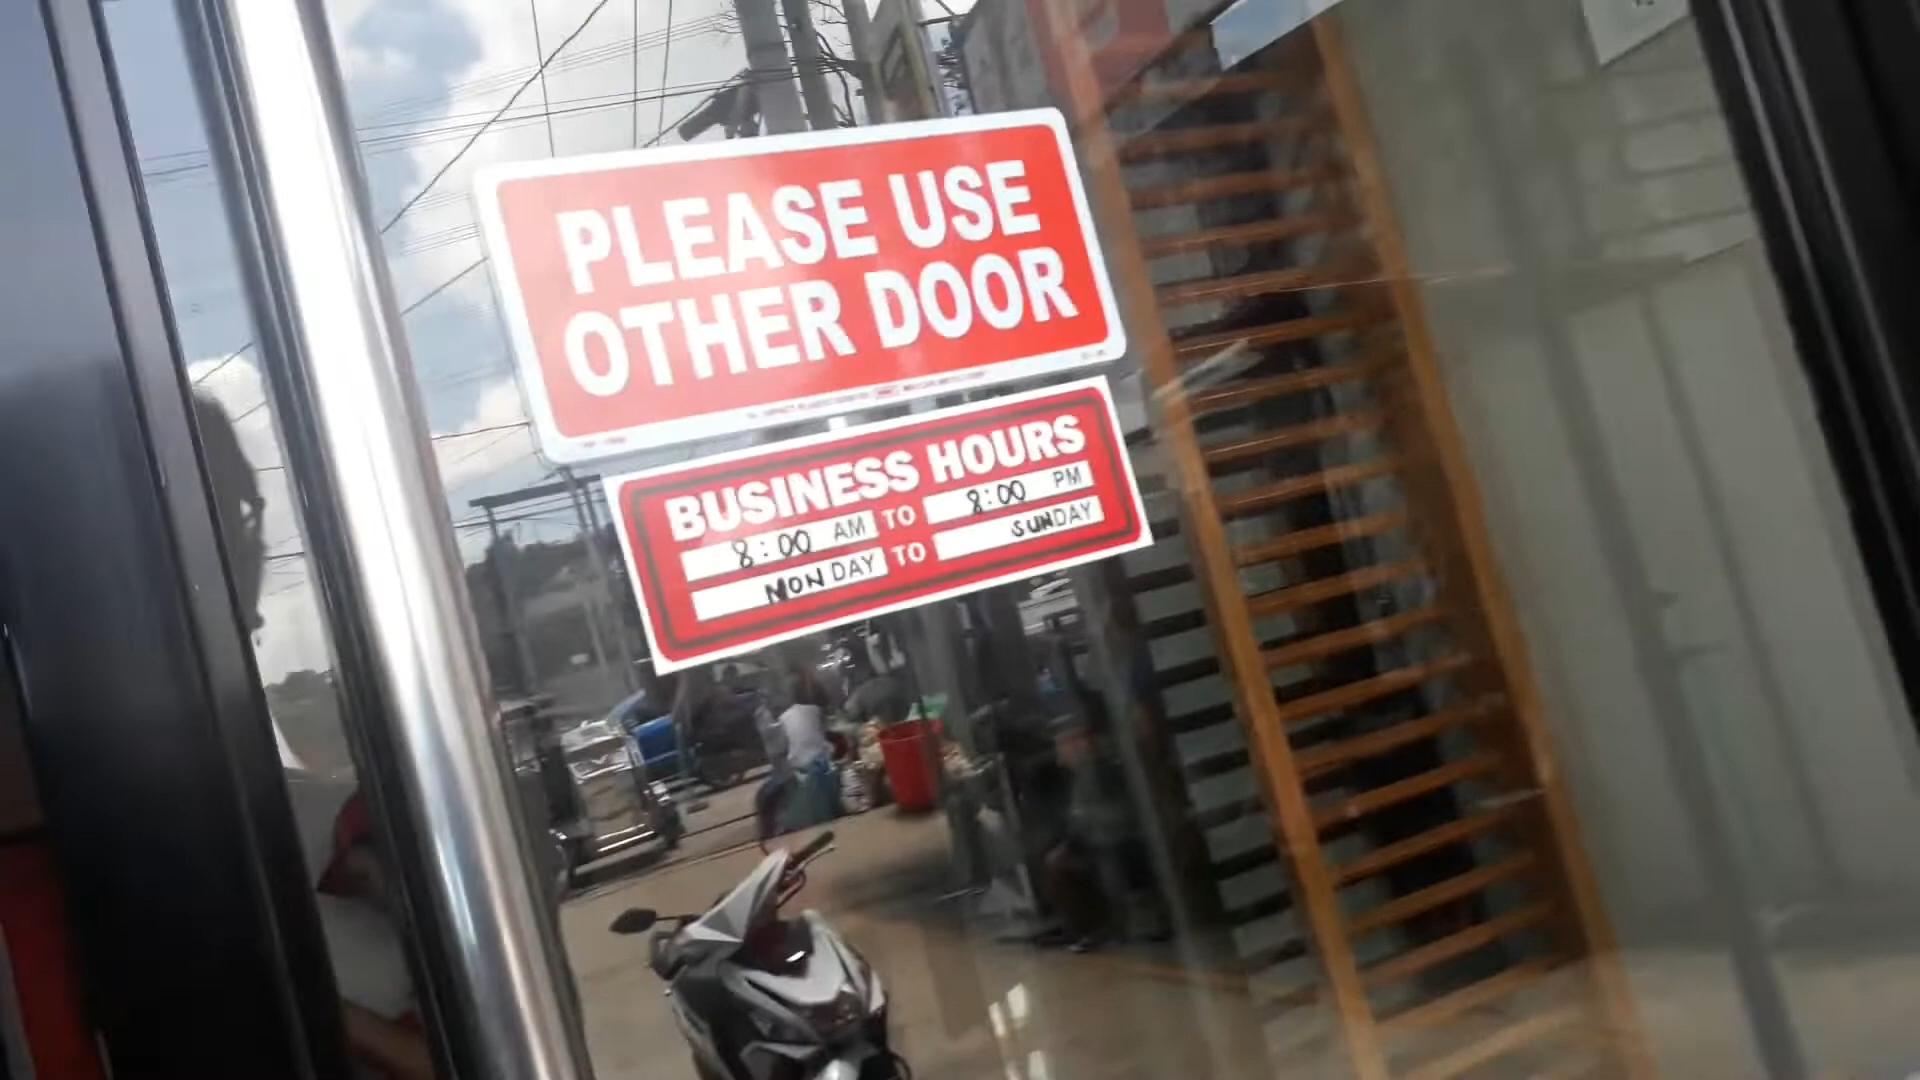 PLEASE USE
OTHER DOOR
BUSINESS HOURS
8:00 AM TO 8:00 PM
MONDAY TO SUNDAY